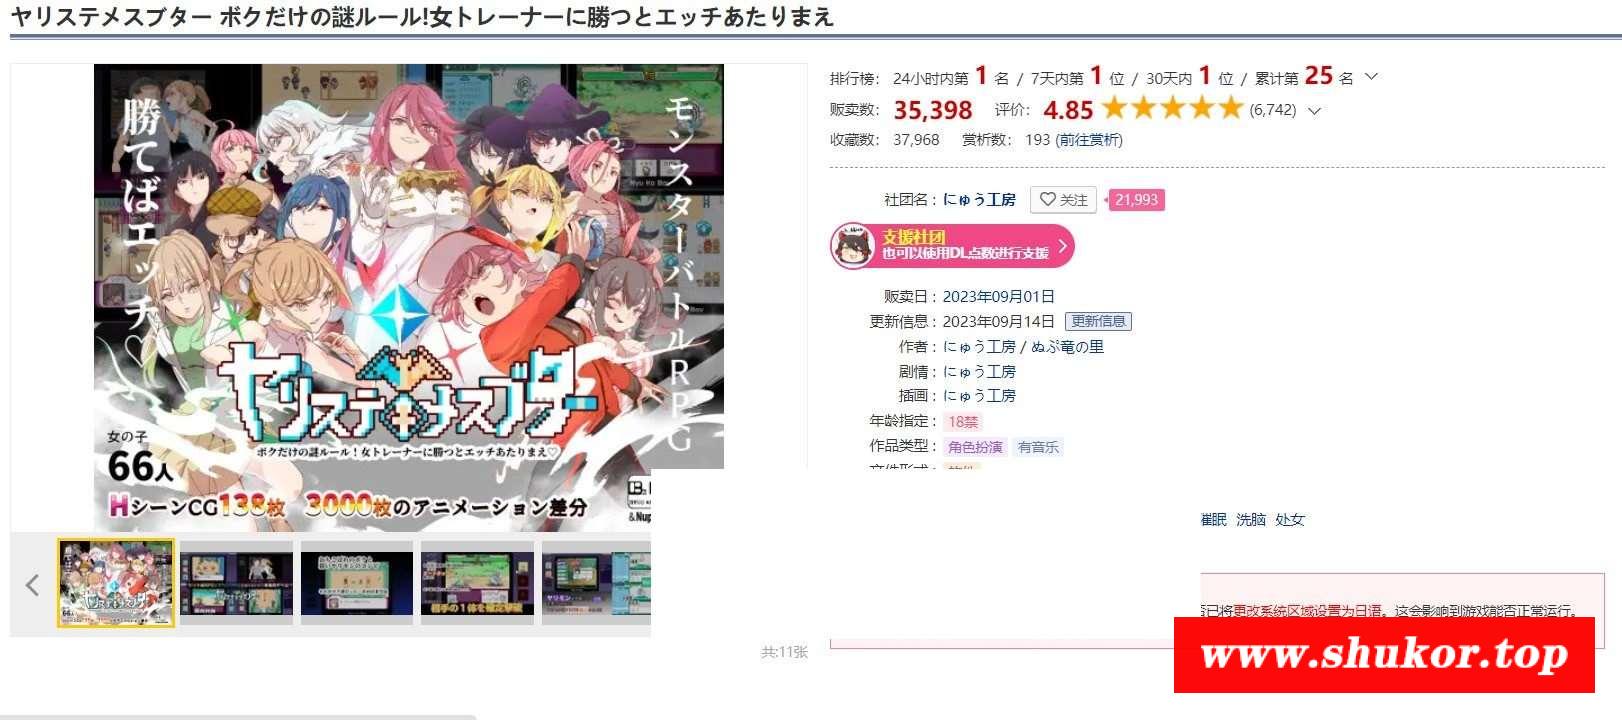 ヤリステメスブター ボクだけの謎ルール!女トレーナーに勝つとエッチあたりまえ
勝てばエッチ♡
モンスターバトルRPG
ヤリステメスブター
ボクだけの謎ルール！女トレーナーに勝つとエッチあたりまえ♡
女の子
66人
HシーンCG138枚 3000枚のアニメーション差分
共:11张
排行榜： 24小时内第 1 名 / 7天内第 1 位 / 30天内 1 位 / 累计第 25 名
贩卖数： 35,398 评价： 4.85 (6,742)
收藏数： 37,968 赏析数： 193 (前往赏析)
社团名 : にゅう工房 关注 21,993
支援社团
也可以使用DL点数进行支援
贩卖日 : 2023年09月01日
更新信息 : 2023年09月14日 更新信息
作者 : にゅう工房 / ぬぷ竜の里
剧情 : にゅう工房
插画 : にゅう工房
年龄指定 : 18禁
作品类型 : 角色扮演 有音乐
催眠 洗脑 处女
否已将更改系统区域设置为日语。这会影响到游戏能否正常运行。
www.shukor.top